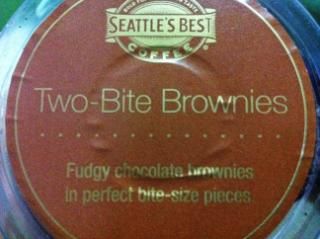 SEATTLE'S BEST
COFFEE
Two-Bite Brownies
Fudgy chocolate brownies
in perfect bite-size pieces